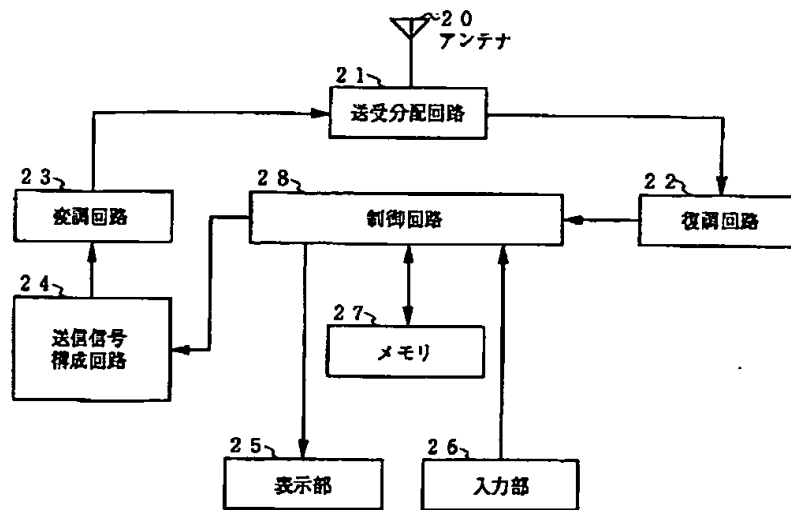 20
アンテナ
21
送受分配回路
23
変調回路
28
制御回路
22
復調回路
24
送信信号
構成回路
27
メモリ
25
表示部
26
入力部